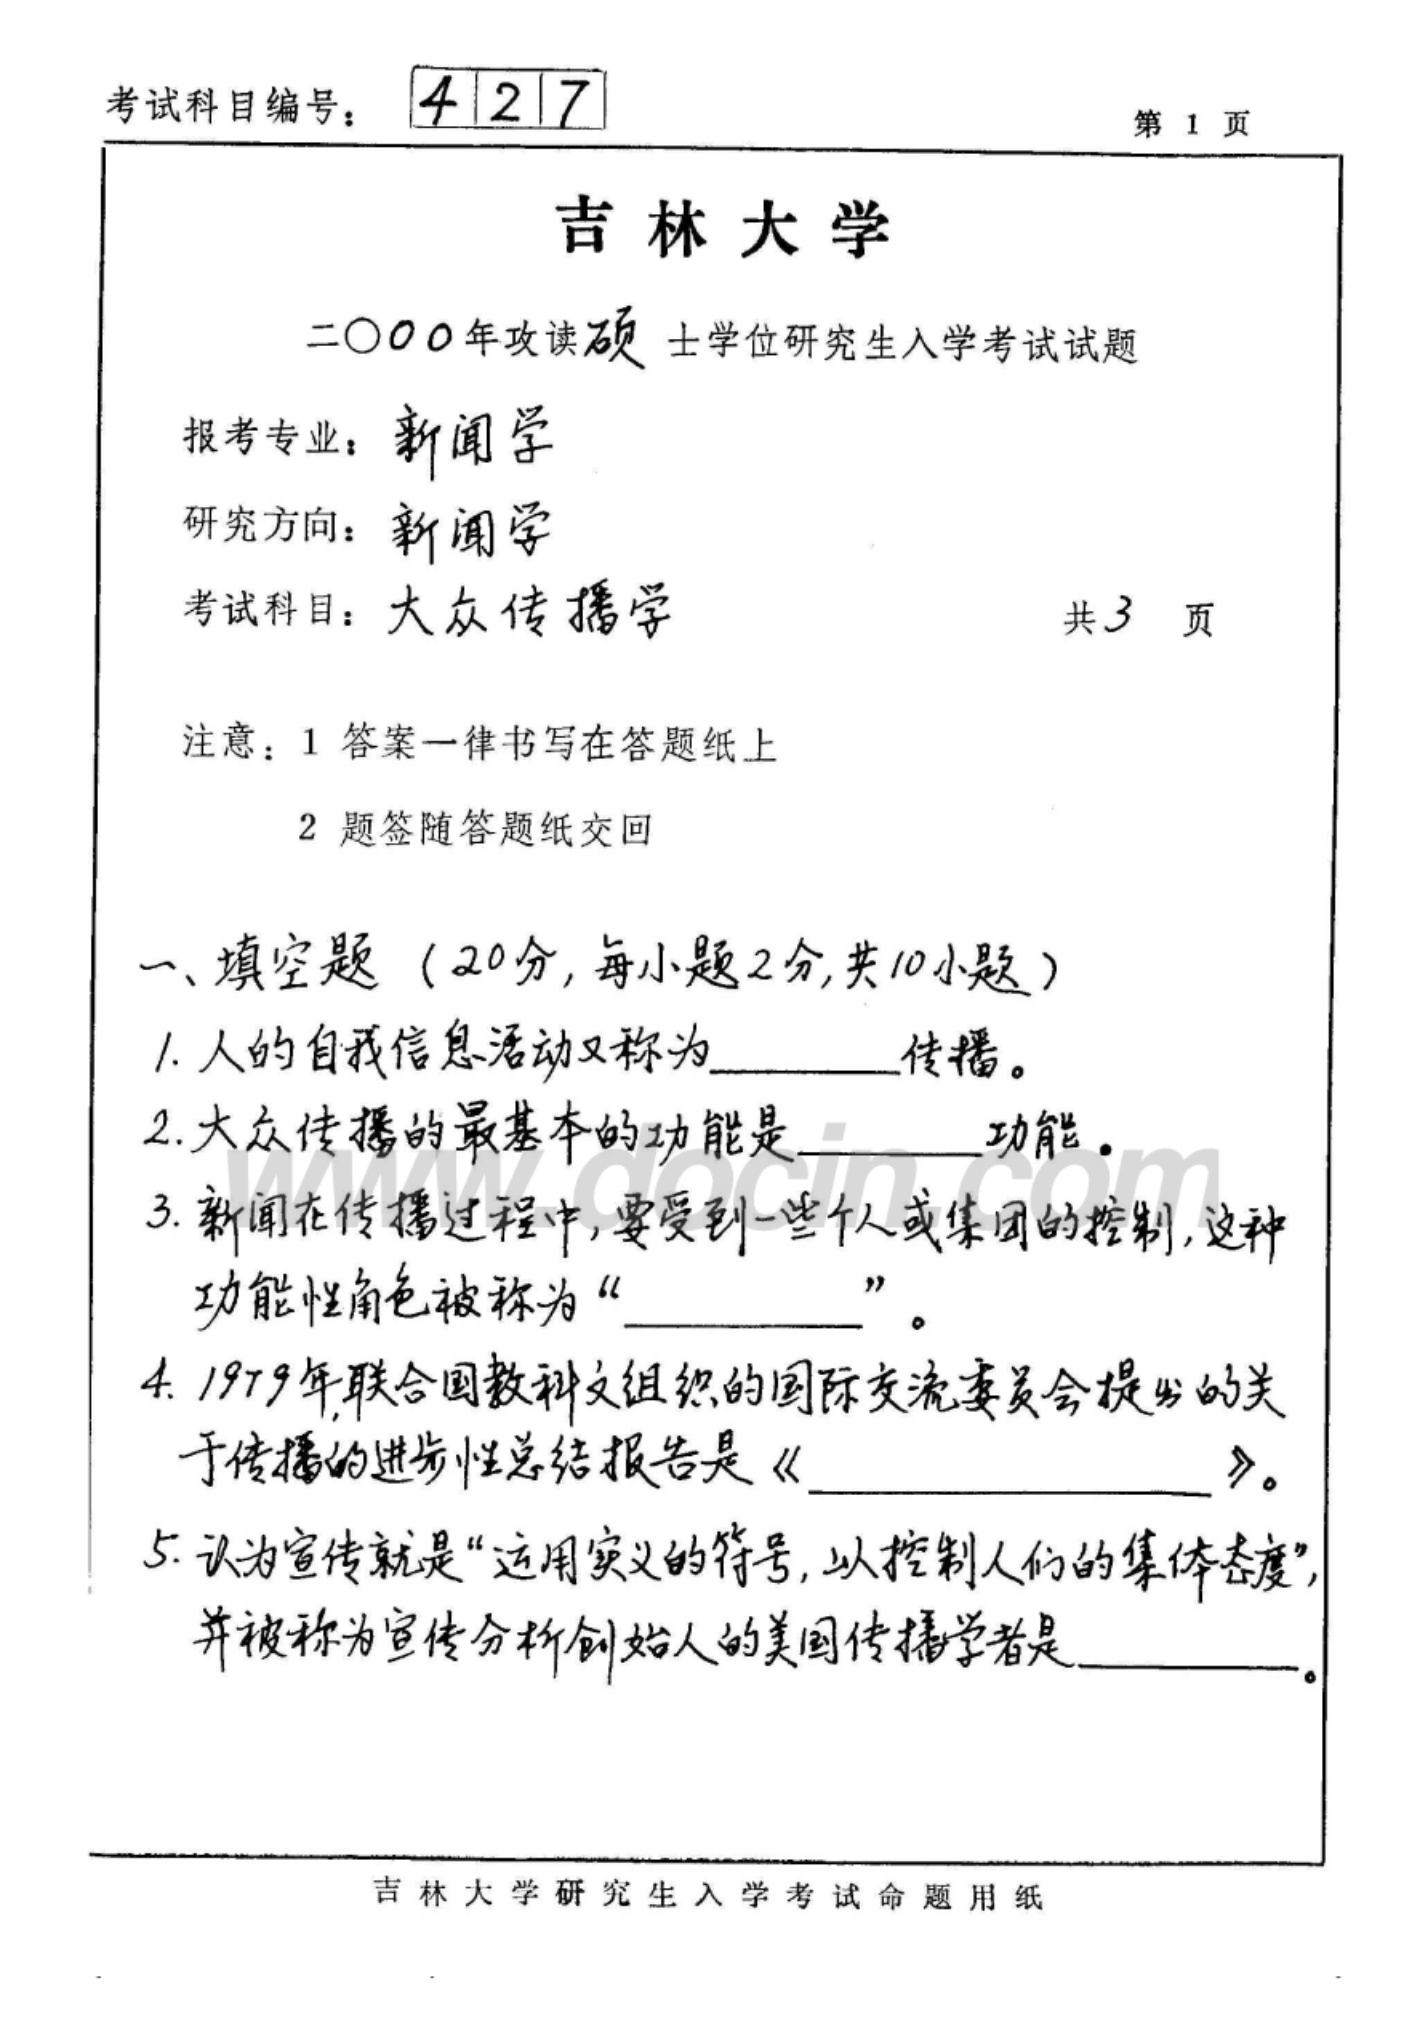 考试科目编号：427
第 1 页
吉林大学
二〇〇〇年攻读硕士学位研究生入学考试试题
报考专业：新闻学
研究方向：新闻学
考试科目：大众传播学 共3 页
注意：1 答案一律书写在答题纸上
2 题签随答题纸交回
一、填空题（20分，每小题2分，共10小题）
1. 人的自我信息活动又称为________传播。
2. 大众传播的最基本的功能是________功能。
3. 新闻在传播过程中，要受到一些个人或集团的控制，这种
功能性角色被称为“__________”。
4. 1979年，联合国教科文组织的国际交流委员会提出的关
于传播的进步性总结报告是《________________》。
5. 认为宣传就是“运用实义的符号，以控制人们的集体态度”，
并被称为宣传分析创始人的美国传播学者是_________。
www.docin.com
吉林大学研究生入学考试命题用纸